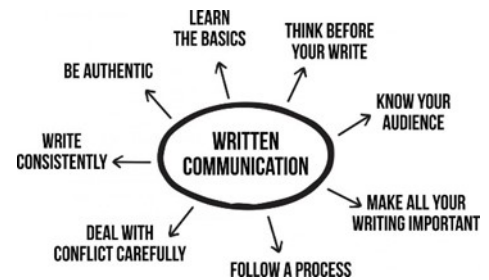 LEARN
THE BASICS
THINK BEFORE
YOUR WRITE
BE AUTHENTIC
KNOW YOUR
AUDIENCE
WRITTEN
COMMUNICATION
WRITE
CONSISTENTLY
MAKE ALL YOUR
WRITING IMPORTANT
DEAL WITH
CONFLICT CAREFULLY
FOLLOW A PROCESS